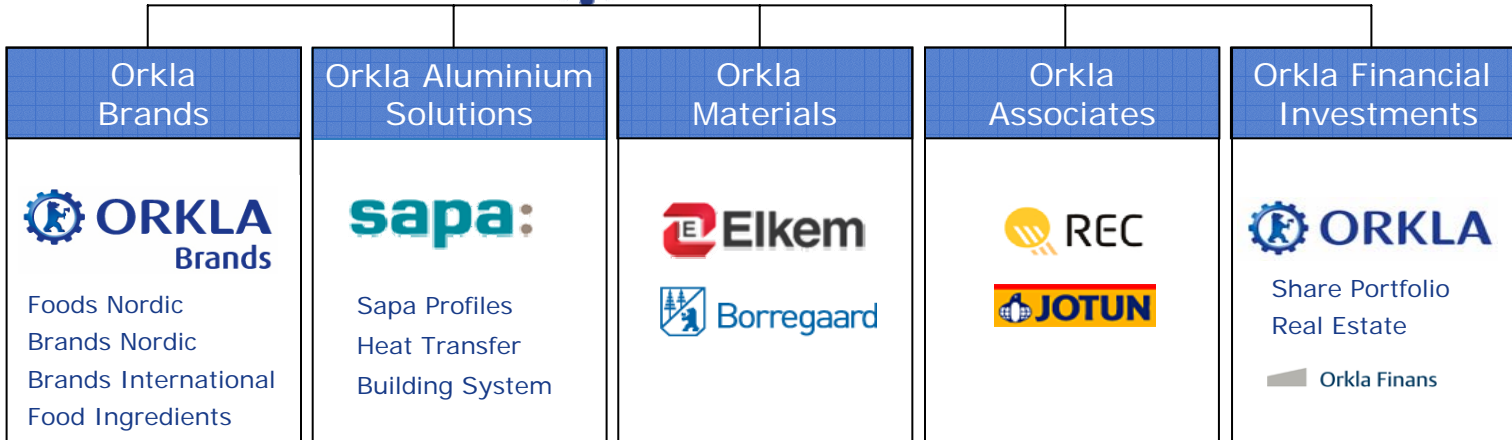 Orkla
Brands
ORKLA
Brands
Foods Nordic
Brands Nordic
Brands International
Food Ingredients
Orkla Aluminium
Solutions
sapa:
Sapa Profiles
Heat Transfer
Building System
Orkla
Materials
E Elkem
Borregaard
Orkla
Associates
REC
JOTUN
Orkla Financial
Investments
ORKLA
Share Portfolio
Real Estate
Orkla Finans